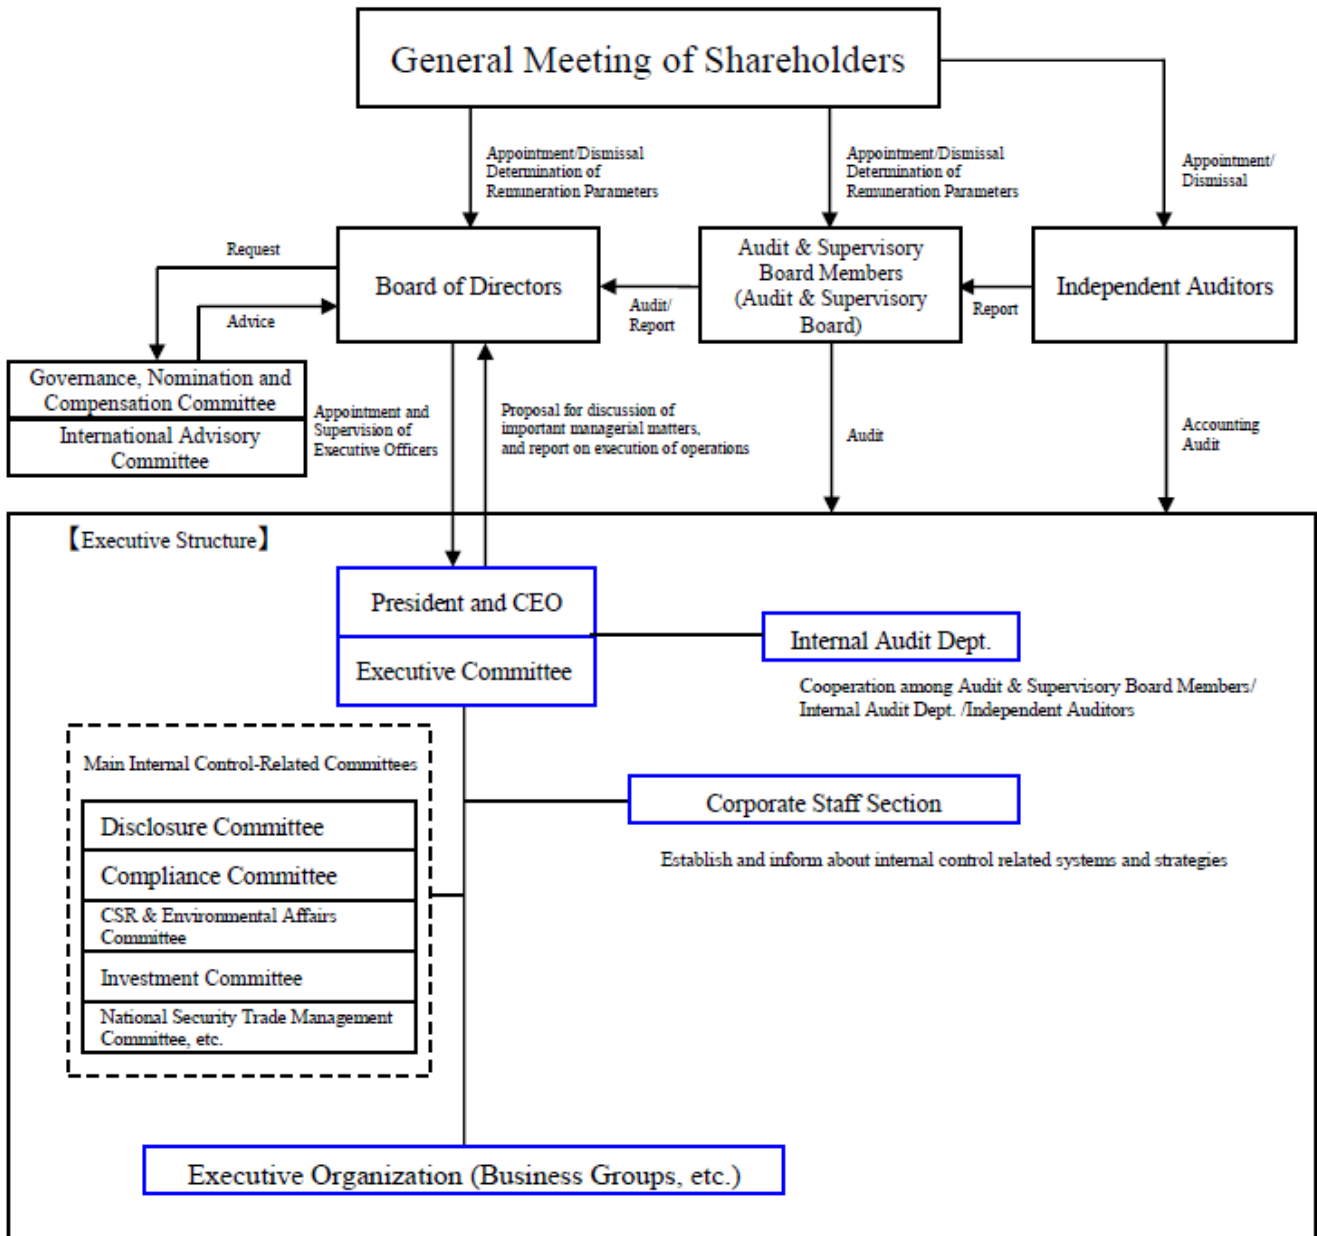 General Meeting of Shareholders
Appointment/Dismissal
Determination of
Remuneration Parameters
Appointment/Dismissal
Determination of
Remuneration Parameters
Appointment/
Dismissal
Request
Board of Directors
Audit & Supervisory
Board Members
(Audit & Supervisory
Board)
Independent Auditors
Advice
Audit/
Report
Report
Governance, Nomination and
Compensation Committee
International Advisory
Committee
Appointment and
Supervision of
Executive Officers
Proposal for discussion of
important managerial matters,
and report on execution of operations
Audit
Accounting
Audit
【Executive Structure】
President and CEO
Executive Committee
Internal Audit Dept.
Cooperation among Audit & Supervisory Board Members/
Internal Audit Dept. /Independent Auditors
Main Internal Control-Related Committees
Disclosure Committee
Compliance Committee
CSR & Environmental Affairs
Committee
Investment Committee
National Security Trade Management
Committee, etc.
Corporate Staff Section
Establish and inform about internal control related systems and strategies
Executive Organization (Business Groups, etc.)